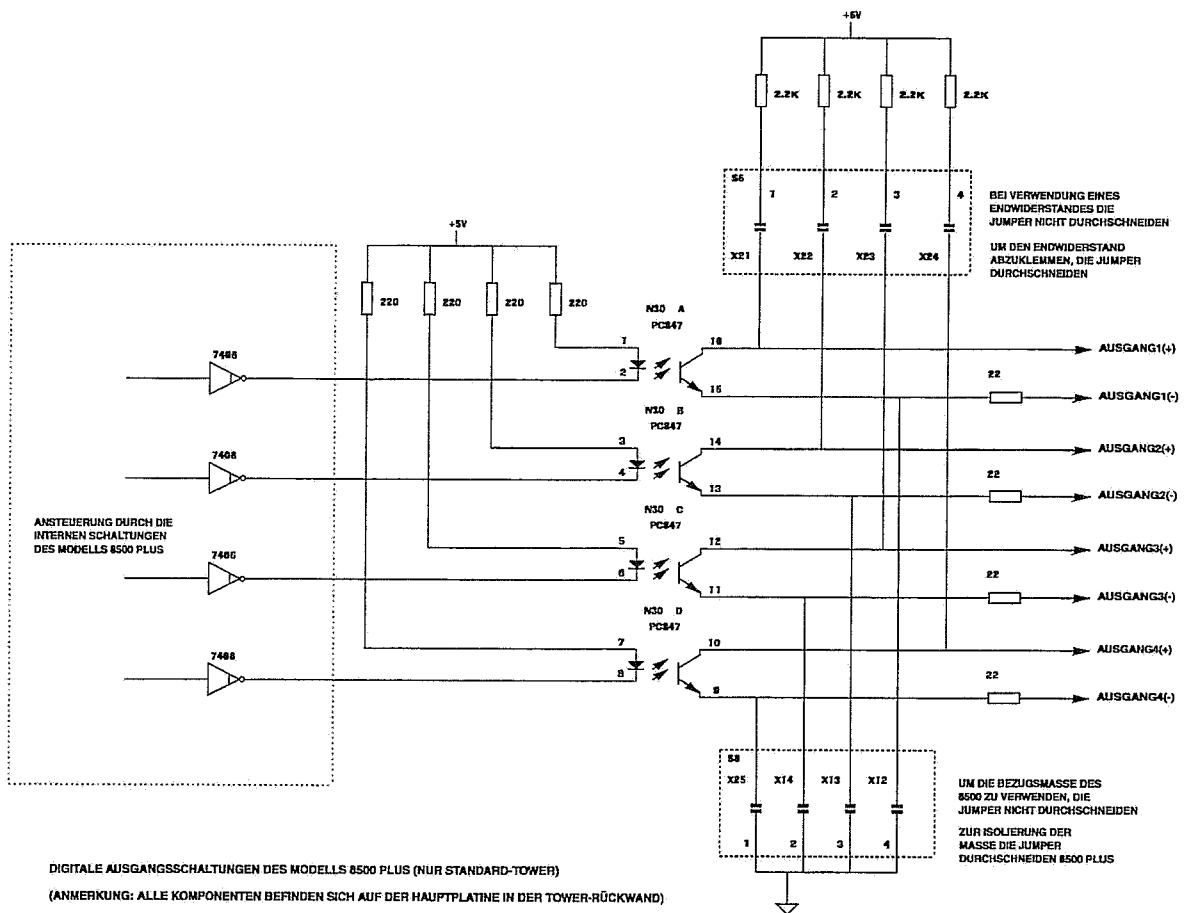 +5V
2.2K 2.2K 2.2K 2.2K
S6
1 2 3 4
X21 X22 X23 X24
BEI VERWENDUNG EINES
ENDWIDERSTANDES DIE
JUMPER NICHT DURCHSCHNEIDEN
UM DEN ENDWIDERSTAND
ABZUKLEMMEN, DIE JUMPER
DURCHSCHNEIDEN
+5V
220 220 220 220
N30 A
PC847
7406
1
2
16
15
AUSGANG1(+)
22
AUSGANG1(-)
N30 B
PC847
7406
3
4
14
13
AUSGANG2(+)
22
AUSGANG2(-)
ANSTEUERUNG DURCH DIE
INTERNEN SCHALTUNGEN
DES MODELLS 8500 PLUS
N30 C
PC847
7406
5
6
12
11
AUSGANG3(+)
22
AUSGANG3(-)
N30 D
PC847
7406
7
8
10
9
AUSGANG4(+)
22
AUSGANG4(-)
S8
X25 X14 X13 X12
1 2 3 4
UM DIE BEZUGSMASSE DES
8500 ZU VERWENDEN, DIE
JUMPER NICHT DURCHSCHNEIDEN
ZUR ISOLIERUNG DER
MASSE DIE JUMPER
DURCHSCHNEIDEN 8500 PLUS
DIGITALE AUSGANGSSCHALTUNGEN DES MODELLS 8500 PLUS (NUR STANDARD-TOWER)
(ANMERKUNG: ALLE KOMPONENTEN BEFINDEN SICH AUF DER HAUPTPLATINE IN DER TOWER-RÜCKWAND)